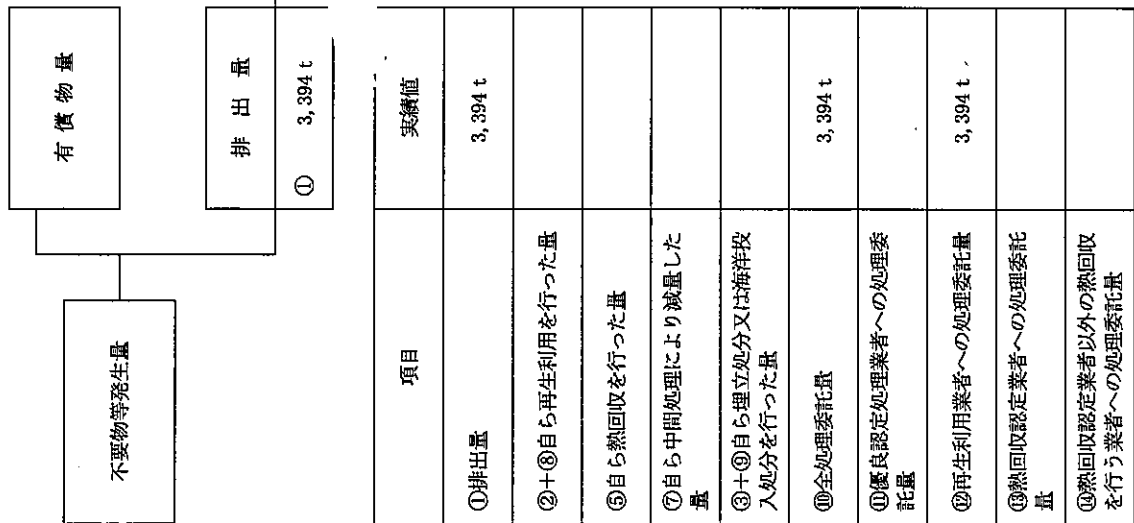 有償物量
不要物等発生量
排出量
① 3,394 t
項目
実績値
①排出量
3,394 t
②+⑧自ら再生利用を行った量
⑤自ら熱回収を行った量
⑦自ら中間処理により減量した
量
③+⑨自ら埋立処分又は海洋投
入処分を行った量
⑩全処理委託量
3,394 t
⑪優良認定処理業者への処理委
託量
⑫再生利用業者への処理委託量
3,394 t
⑬熱回収認定業者への処理委託
量
⑭熱回収認定業者以外の熱回収
を行う業者への処理委託量